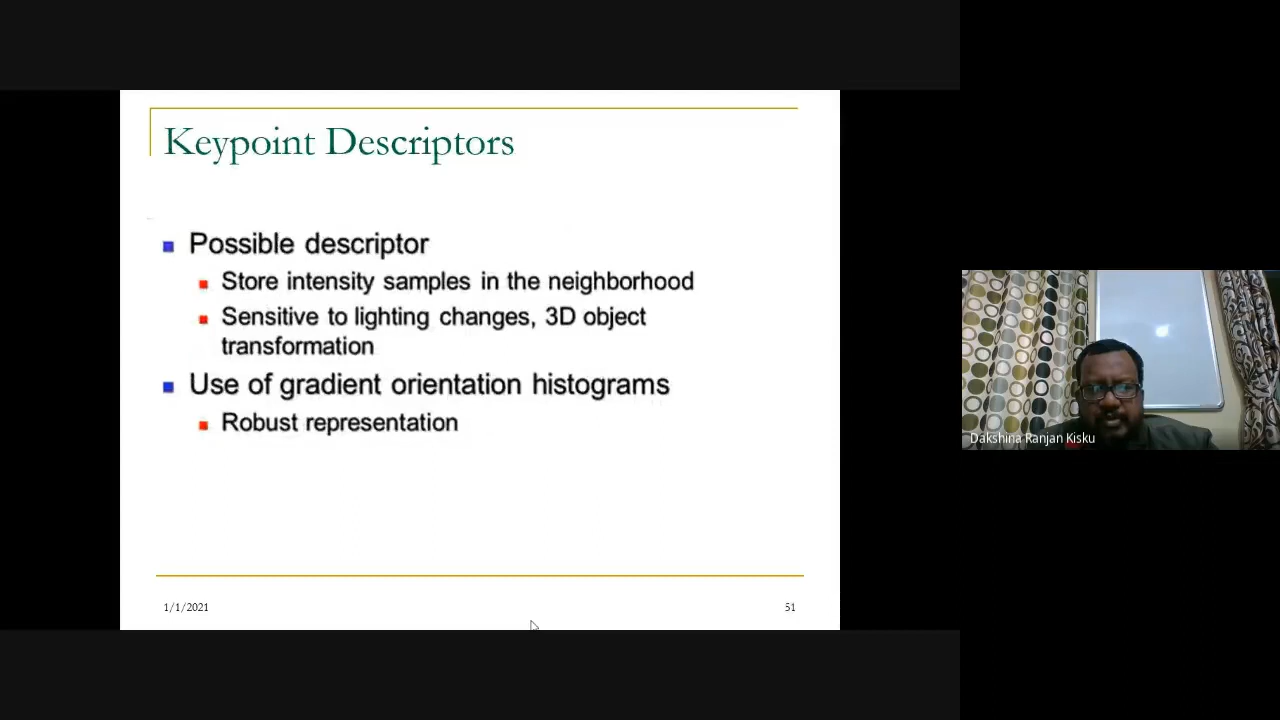 Keypoint Descriptors
Possible descriptor
Store intensity samples in the neighborhood
Sensitive to lighting changes, 3D object
transformation
Use of gradient orientation histograms
Robust representation
1/1/2021
51
Dakshina Ranjan Kisku